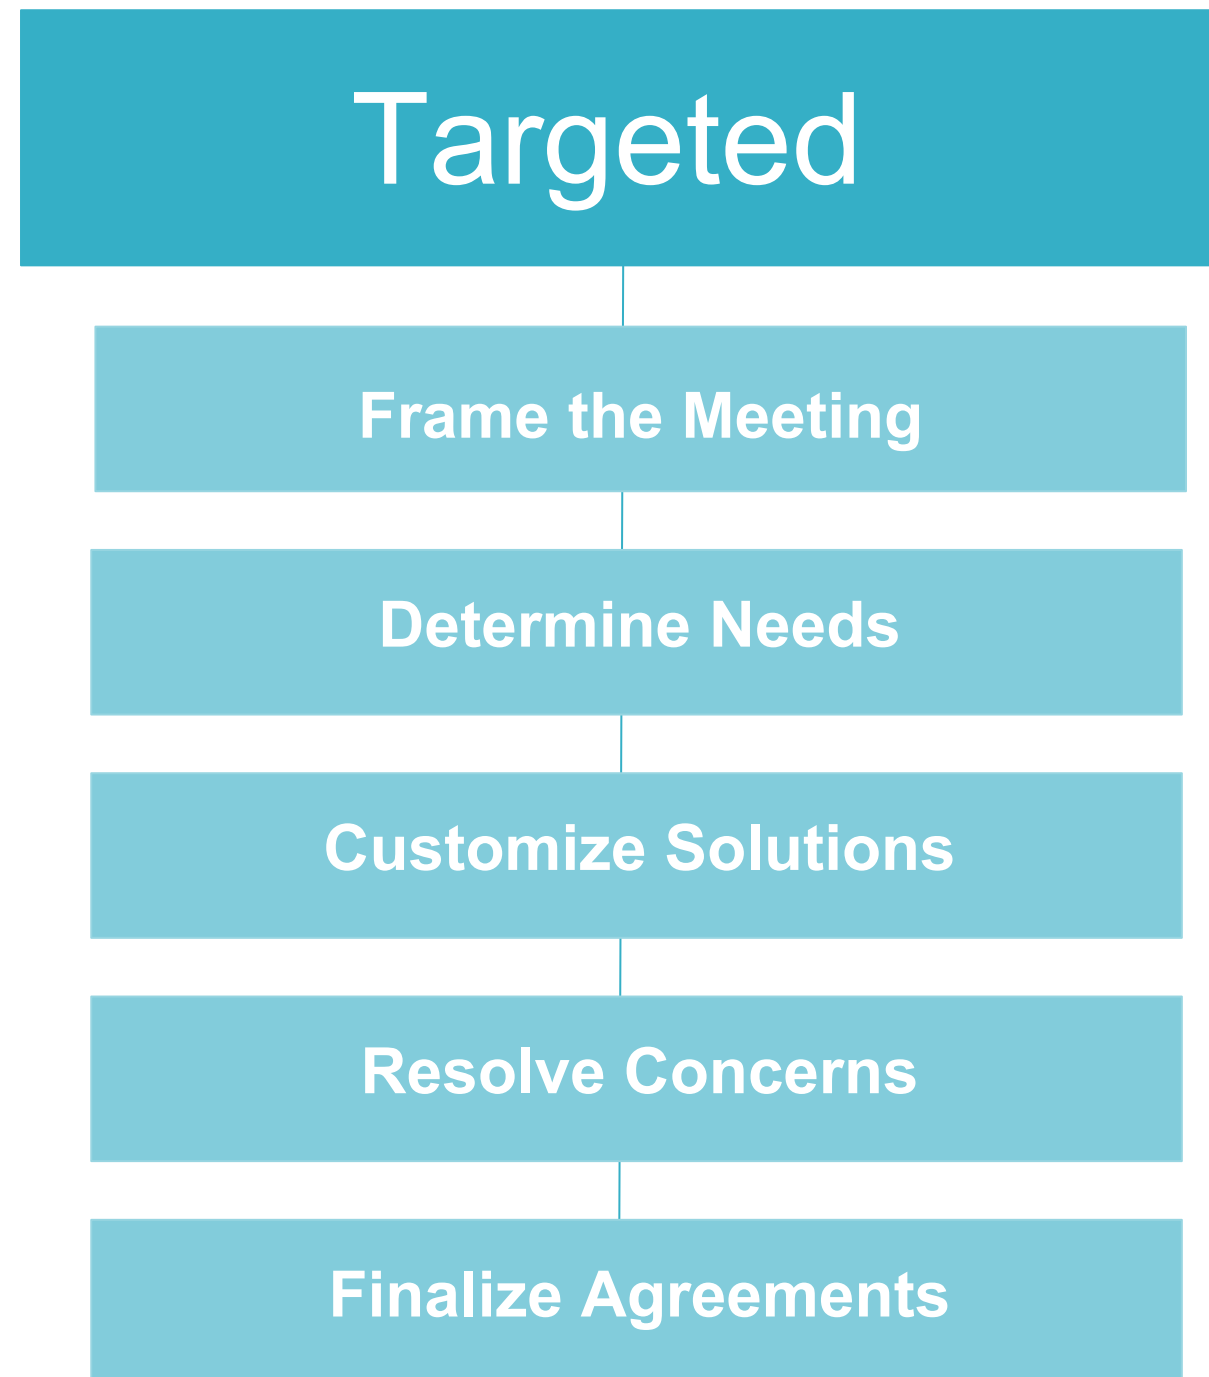 Targeted
Frame the Meeting
Determine Needs
Customize Solutions
Resolve Concerns
Finalize Agreements